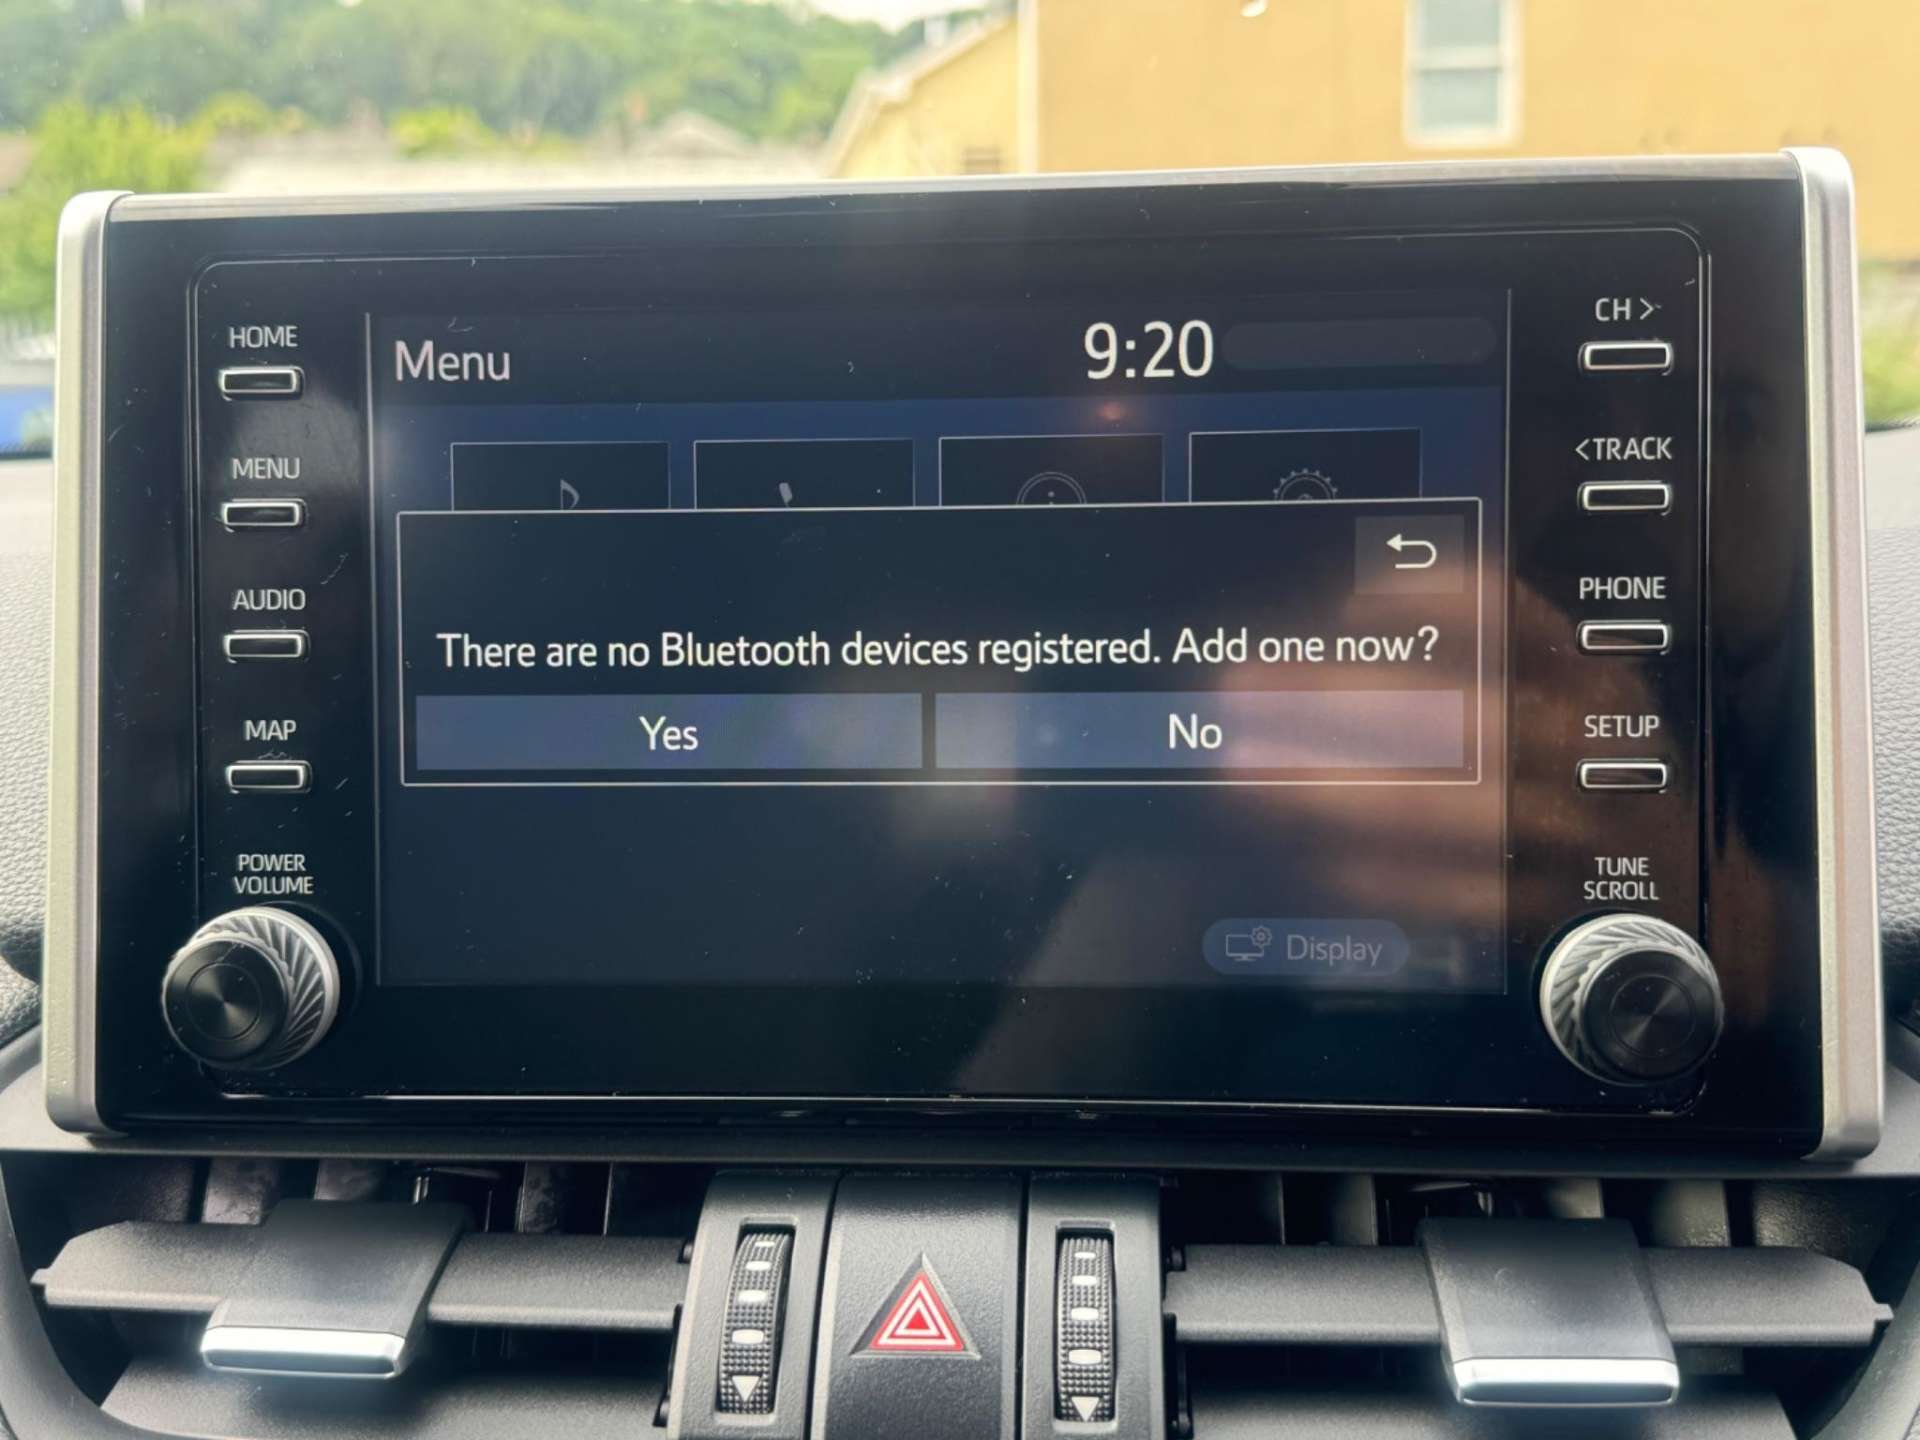 HOME
MENU
AUDIO
MAP
POWER
VOLUME
Menu
9:20
There are no Bluetooth devices registered. Add one now?
Yes
No
Display
CH >
<TRACK
PHONE
SETUP
TUNE
SCROLL